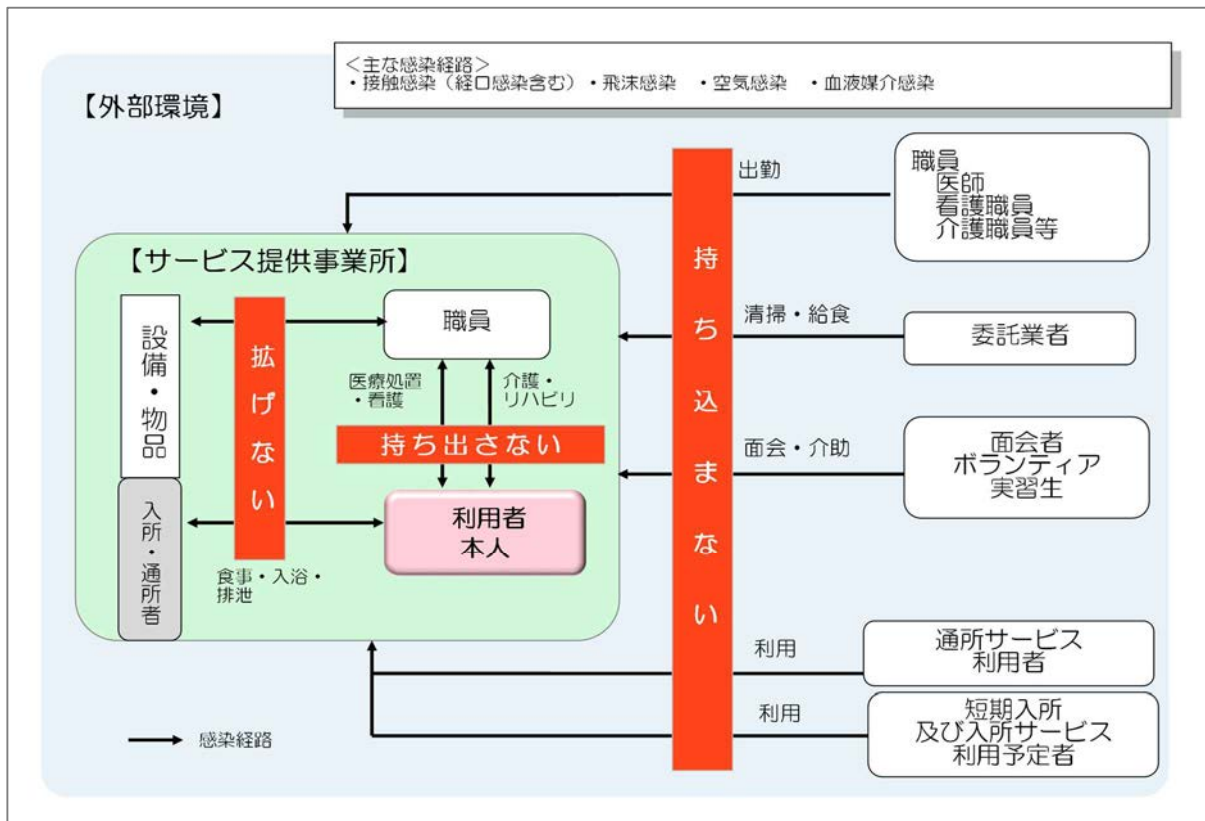 <主な感染経路>
・接触感染（経口感染含む）・飛沫感染　・空気感染　・血液媒介感染
【外部環境】
出勤
職員
医師
看護職員
介護職員等
【サービス提供事業所】
設備・物品
拡げない
職員
医療処置
・看護
介護・
リハビリ
持ち出さない
入所・通所者
利用者
本人
食事・入浴・
排泄
持ち込まない
清掃・給食
委託業者
面会・介助
面会者
ボランティア
実習生
利用
通所サービス
利用者
利用
短期入所
及び入所サービス
利用予定者
感染経路